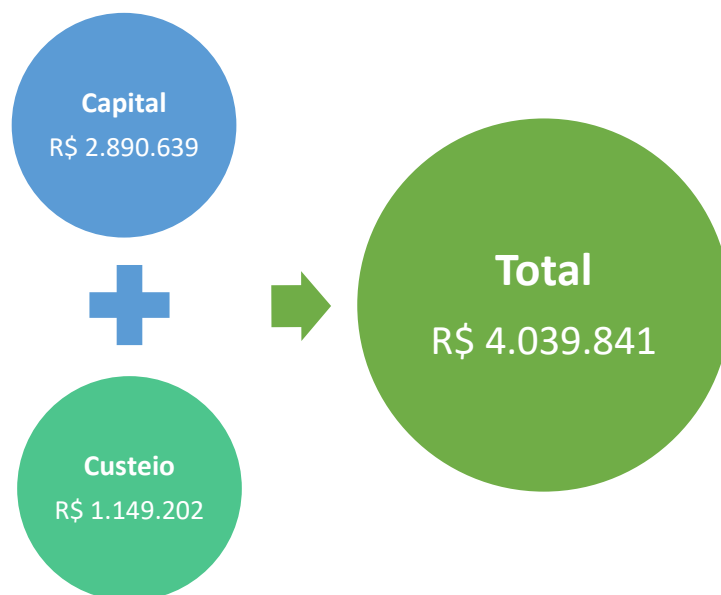 Capital
R$ 2.890.639
Custeio
R$ 1.149.202
Total
R$ 4.039.841